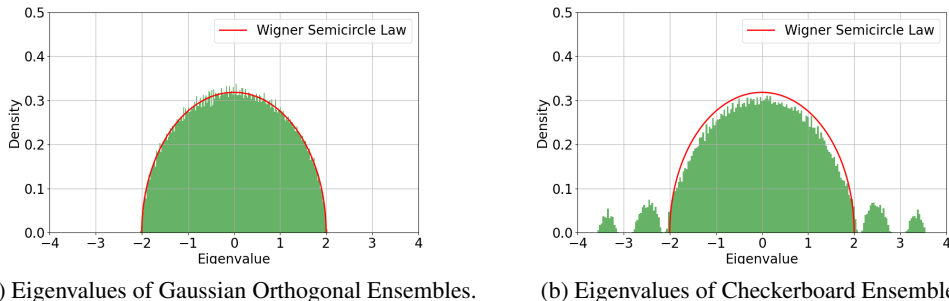 0.5
0.4
0.3
0.2
0.1
0.0
Density
−4 −3 −2 −1 0 1 2 3 4
Eigenvalue
Wigner Semicircle Law
) Eigenvalues of Gaussian Orthogonal Ensembles.
0.5
0.4
0.3
0.2
0.1
0.0
Density
−4 −3 −2 −1 0 1 2 3 4
Eigenvalue
Wigner Semicircle Law
(b) Eigenvalues of Checkerboard Ensemble